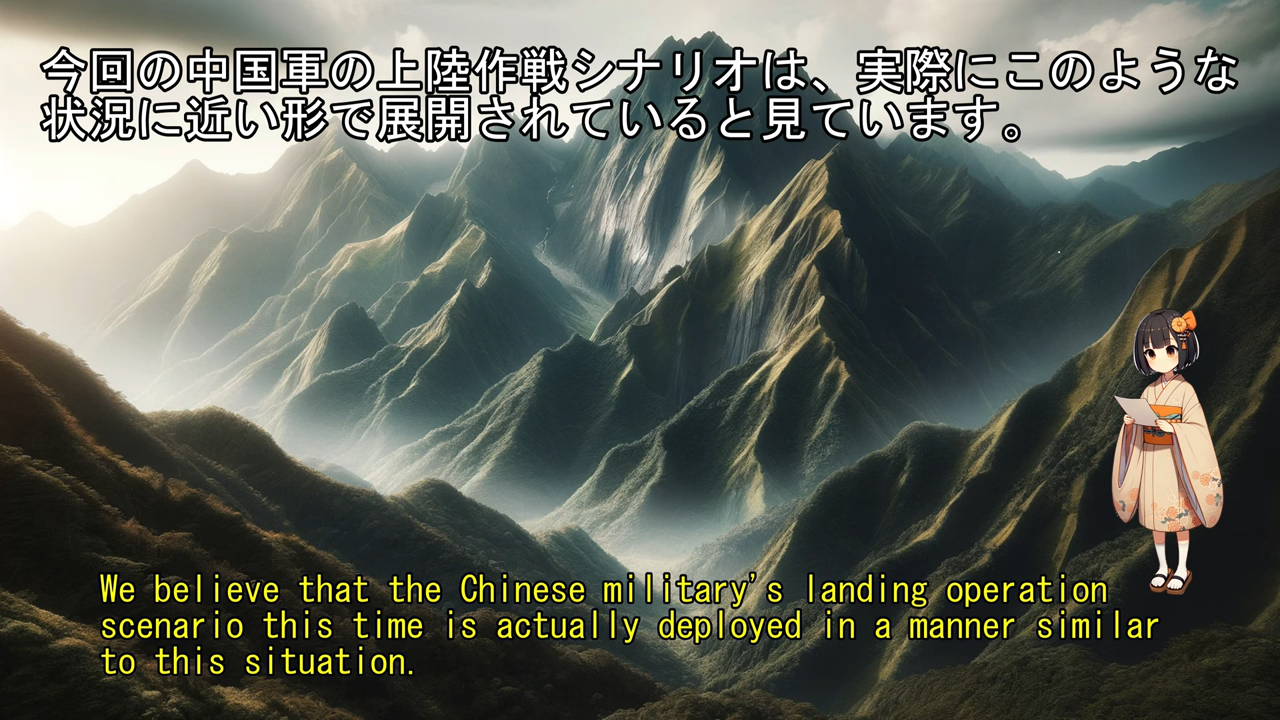 今回の中国軍の上陸作戦シナリオは、実際にこのような
状況に近い形で展開されていると見ています。
We believe that the Chinese military's landing operation
scenario this time is actually deployed in a manner similar
to this situation.